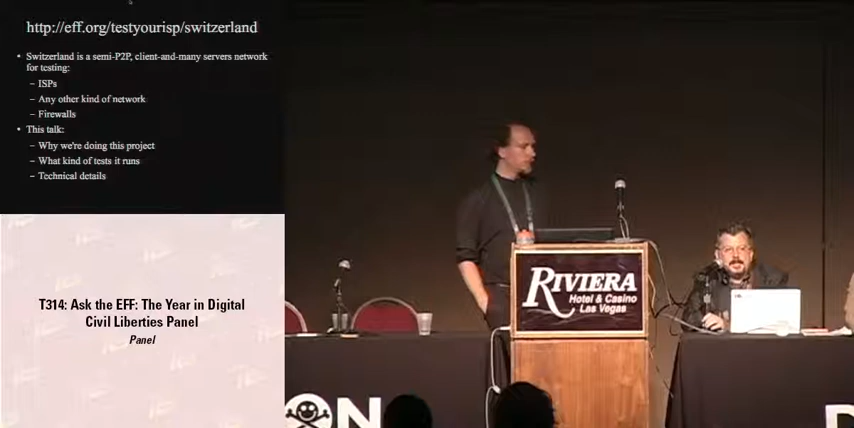 http://eff.org/testyourisp/switzerland
• Switzerland is a semi-P2P, client-and-many servers network
for testing:
– ISPs
– Any other kind of network
– Firewalls
• This talk:
– Why we're doing this project
– What kind of tests it runs
– Technical details
T314: Ask the EFF: The Year in Digital
Civil Liberties Panel
Panel
RIVIERA
Hotel & Casino
Las Vegas
ON
D